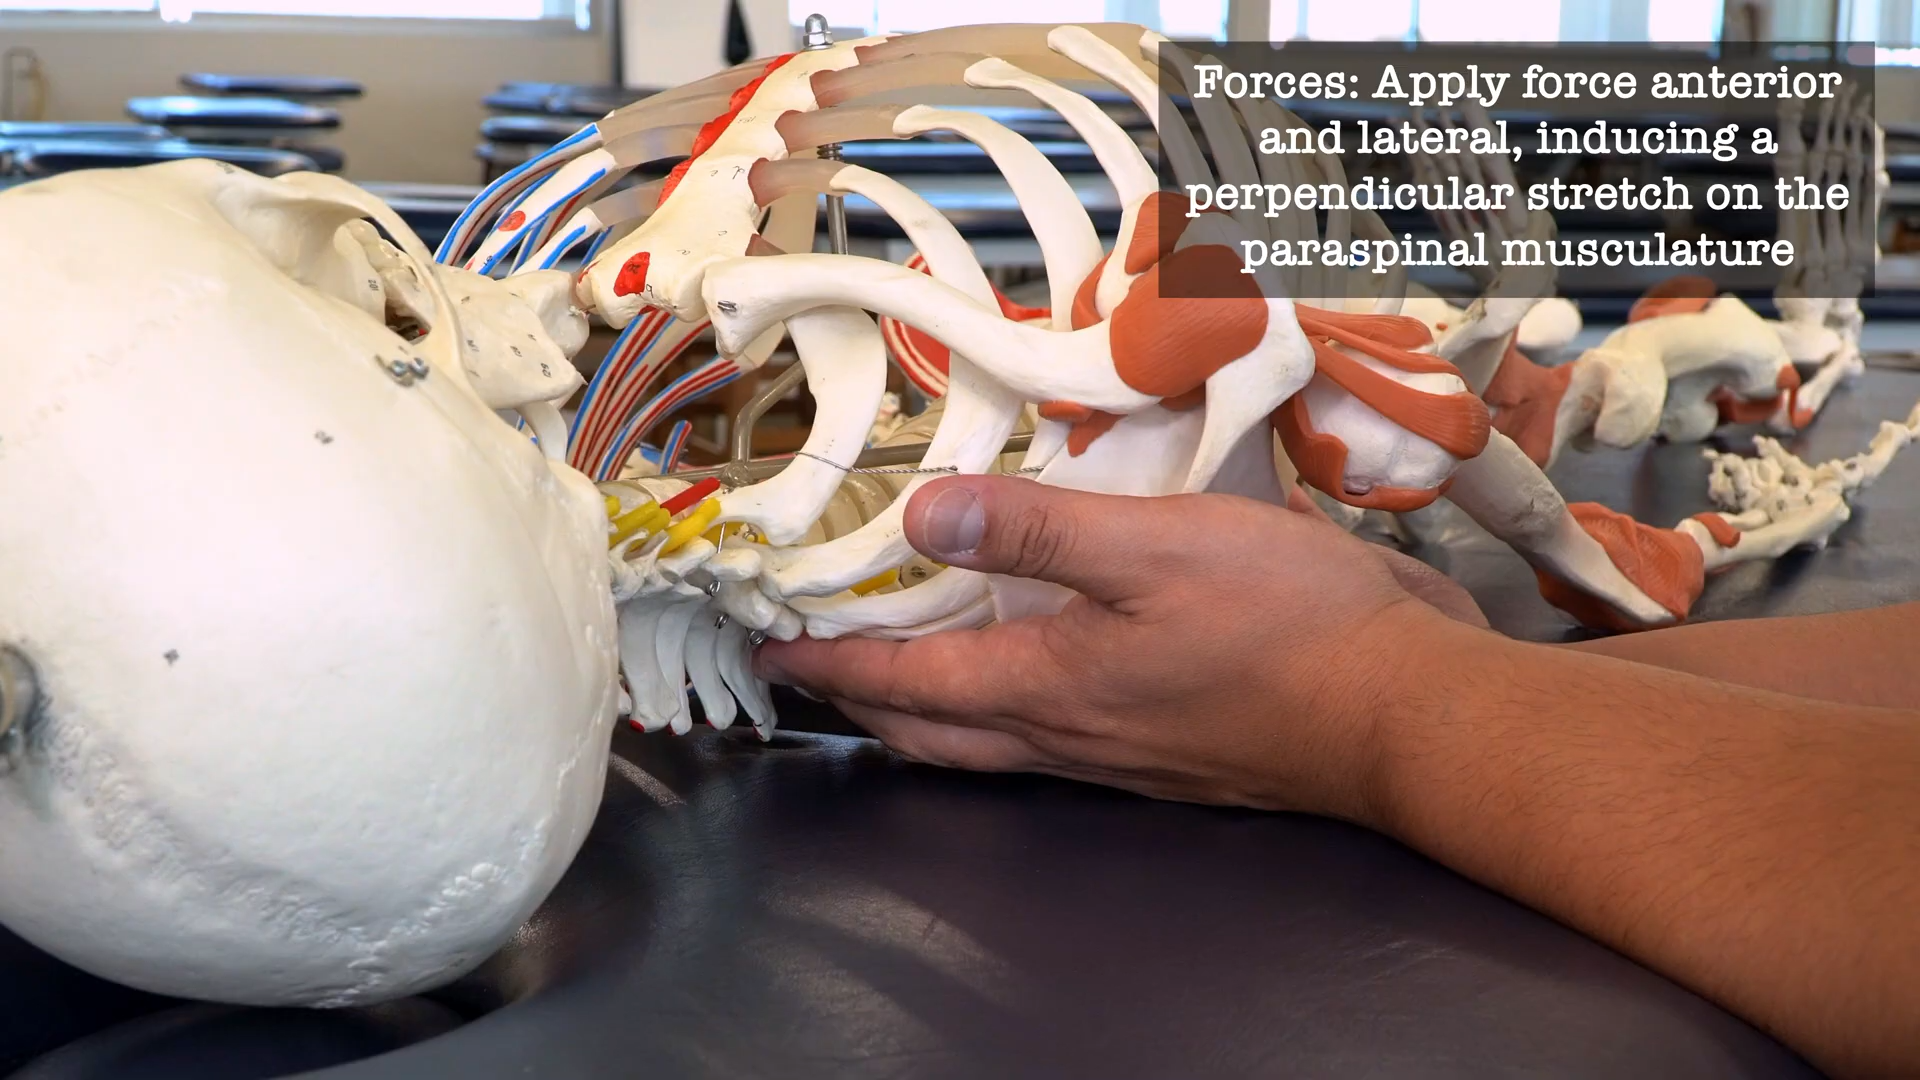 Forces: Apply force anterior
and lateral, inducing a
perpendicular stretch on the
paraspinal musculature